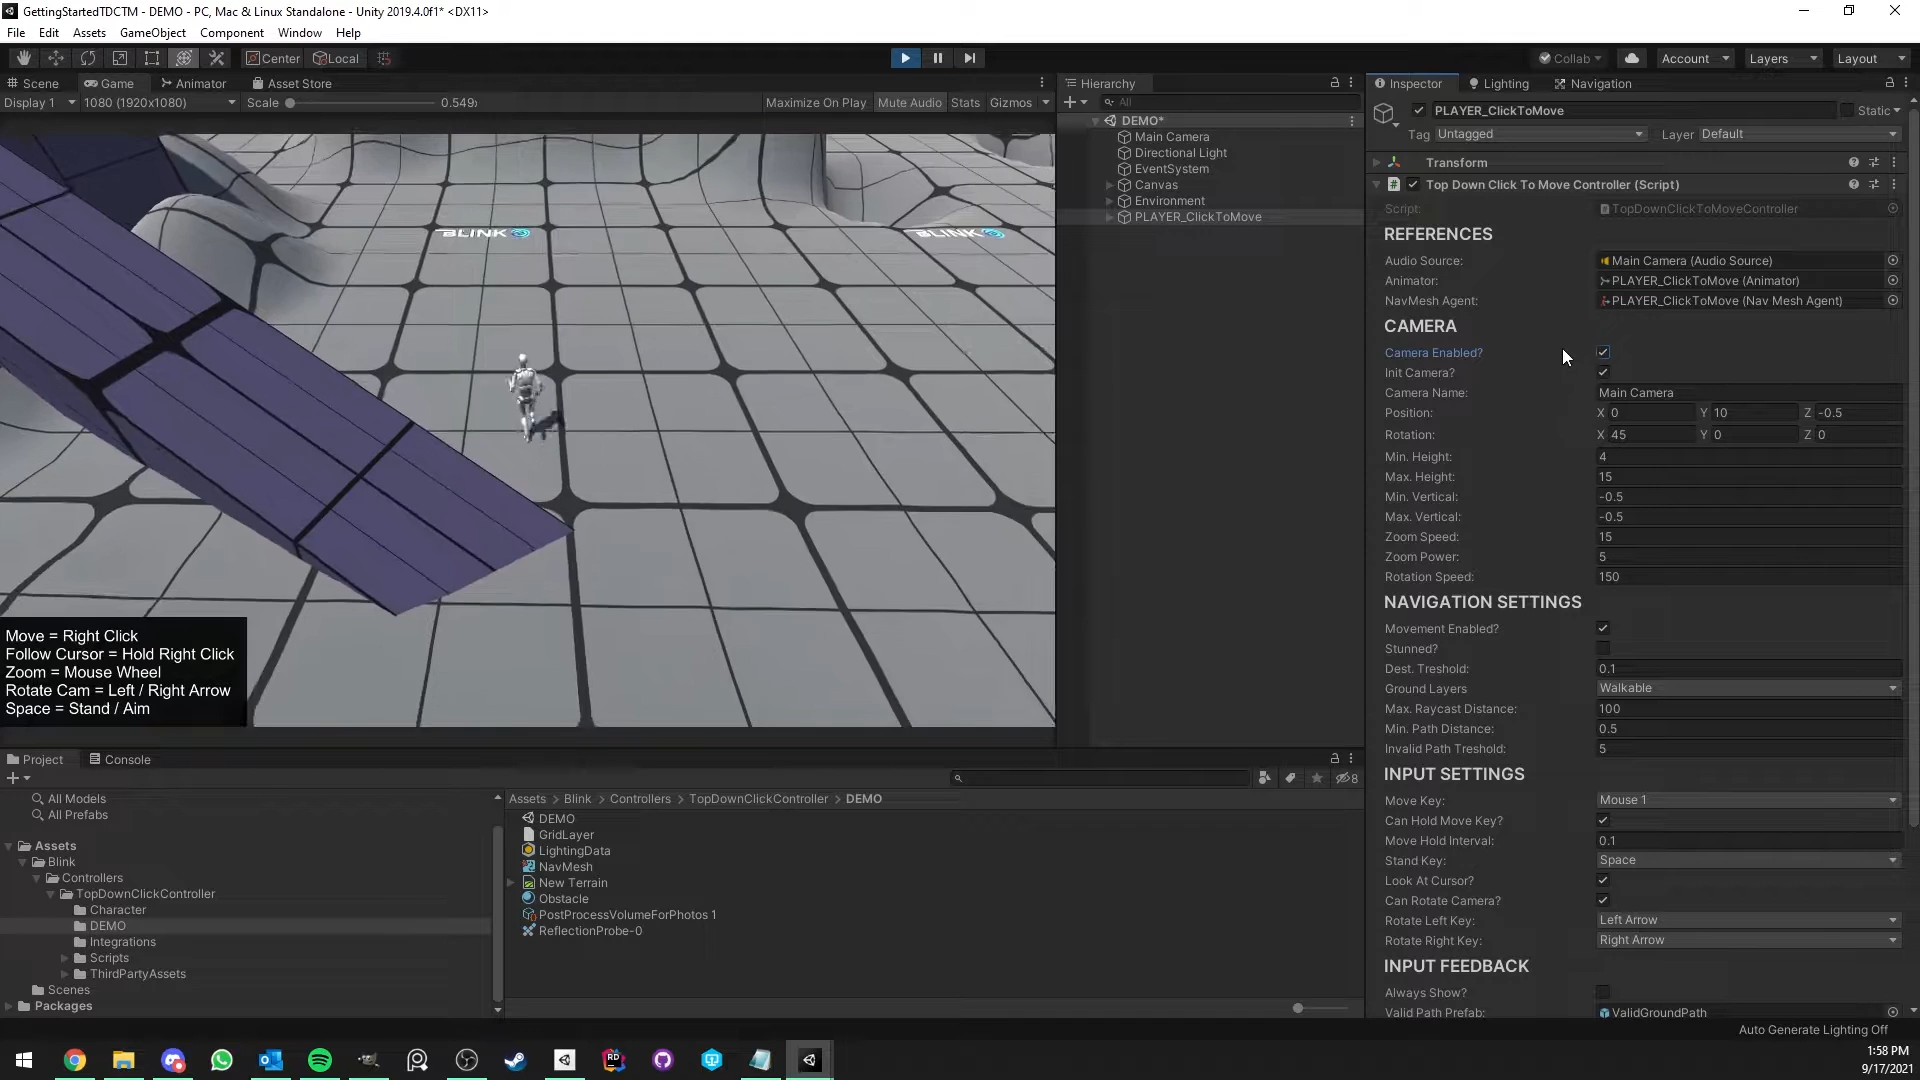 GettingStartedTDCTM - DEMO - PC, Mac & Linux Standalone - Unity 2019.4.0f1* <DX11>
File Edit Assets GameObject Component Window Help
Center Local Collab Account Layers Layout
Scene Game Animator Asset Store
Display 1 1080 (1920x1080) Scale 0.549 Maximize On Play Mute Audio Stats Gizmos
BLINK BLINK
Move = Right Click
Follow Cursor = Hold Right Click
Zoom = Mouse Wheel
Rotate Cam = Left / Right Arrow
Space = Stand / Aim
Hierarchy
All
DEMO*
Main Camera
Directional Light
EventSystem
Canvas
Environment
PLAYER_ClickToMove
Inspector Lighting Navigation
PLAYER_ClickToMove Static
Tag Untagged Layer Default
Transform
Top Down Click To Move Controller (Script)
Script: TopDownClickToMoveController
REFERENCES
Audio Source: Main Camera (Audio Source)
Animator: PLAYER_ClickToMove (Animator)
NavMesh Agent: PLAYER_ClickToMove (Nav Mesh Agent)
CAMERA
Camera Enabled?
Init Camera?
Camera Name: Main Camera
Position: X 0 Y 10 Z -0.5
Rotation: X 45 Y 0 Z 0
Min. Height: 4
Max. Height: 15
Min. Vertical: -0.5
Max. Vertical: -0.5
Zoom Speed: 15
Zoom Power: 5
Rotation Speed: 150
NAVIGATION SETTINGS
Movement Enabled?
Stunned?
Dest. Treshold: 0.1
Ground Layers Walkable
Max. Raycast Distance: 100
Min. Path Distance: 0.5
Invalid Path Treshold: 5
INPUT SETTINGS
Move Key: Mouse 1
Can Hold Move Key?
Move Hold Interval: 0.1
Stand Key: Space
Look At Cursor?
Can Rotate Camera?
Rotate Left Key: Left Arrow
Rotate Right Key: Right Arrow
INPUT FEEDBACK
Always Show?
Valid Path Prefab: ValidGroundPath
Project Console
8
All Models
All Prefabs
Assets
Blink
Controllers
TopDownClickController
Character
DEMO
Integrations
Scripts
ThirdPartyAssets
Scenes
Packages
Assets > Blink > Controllers > TopDownClickController > DEMO
DEMO
GridLayer
LightingData
NavMesh
New Terrain
Obstacle
PostProcessVolumeForPhotos 1
ReflectionProbe-0
Auto Generate Lighting Off
1:58 PM
9/17/2021